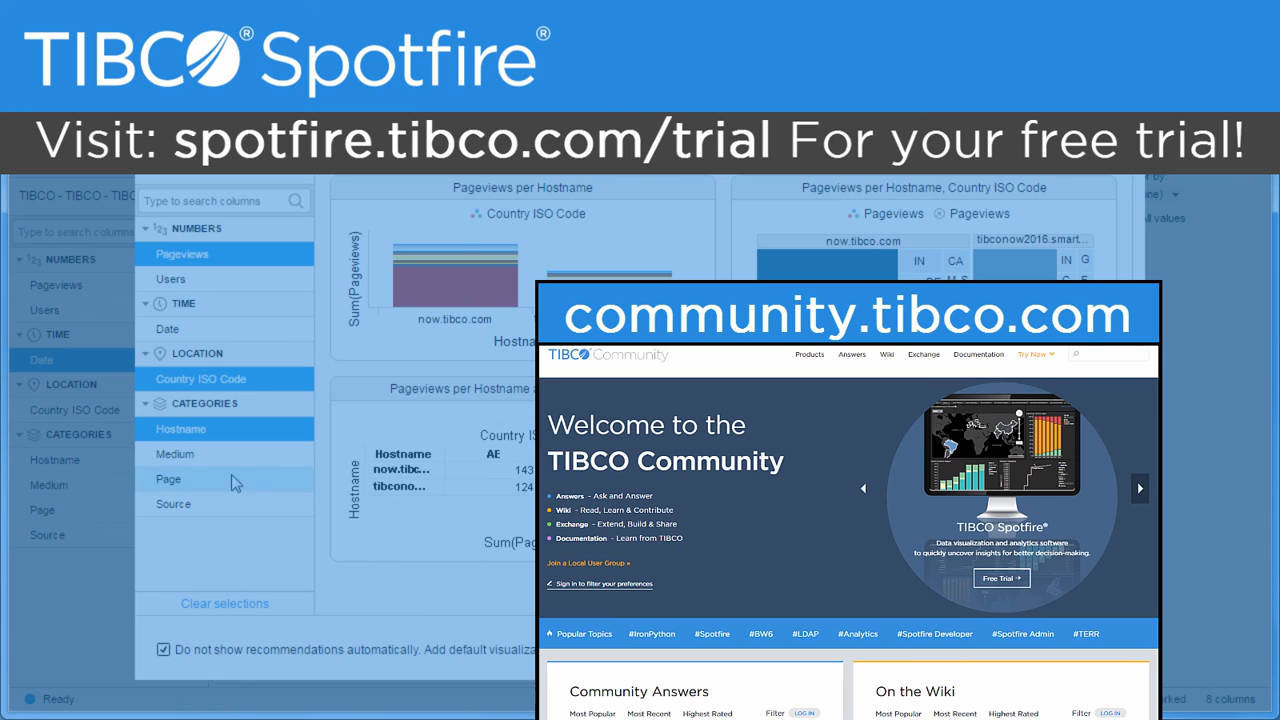 TIBCO® Spotfire®
Visit: spotfire.tibco.com/trial For your free trial!
TIBCO - TIBCO - TIBC
Type to search columns
NUMBERS
Pageviews
Users
TIME
Date
LOCATION
Country ISO Code
CATEGORIES
Hostname
Medium
Page
Source
Type to search columns
123 NUMBERS
Pageviews
Users
TIME
Date
LOCATION
Country ISO Code
CATEGORIES
Hostname
Medium
Page
Source
Clear selections
Do not show recommendations automatically. Add default visualiza
Pageviews per Hostname
Country ISO Code
Sum(Pageviews)
now.tibco.com
Hostna
Pageviews per Hostname, Country ISO Code
Pageviews Pageviews
now.tibco.com tibconow2016.smart...
IN CA IN G
by:
ne)
All values
Pageviews per Hostname a
Country IS
Hostname AE
now.tibc... 143
tibcono... 124
Hostname
Sum(Pag
community.tibco.com
TIBCO® Community
Products Answers Wiki Exchange Documentation Try Now
Welcome to the
TIBCO Community
Answers - Ask and Answer
Wiki - Read, Learn & Contribute
Exchange - Extend, Build & Share
Documentation - Learn from TIBCO
Join a Local User Group »
Sign in to filter your preferences
TIBCO Spotfire®
Data visualization and analytics software
to quickly uncover insights for better decision-making.
Free Trial →
Popular Topics #IronPython #Spotfire #BW6 #LDAP #Analytics #Spotfire Developer #Spotfire Admin #TERR
Community Answers
Most Popular Most Recent Highest Rated Filter LOG IN
On the Wiki
Most Popular Most Recent Highest Rated Filter LOG IN
Ready
rked 8 columns